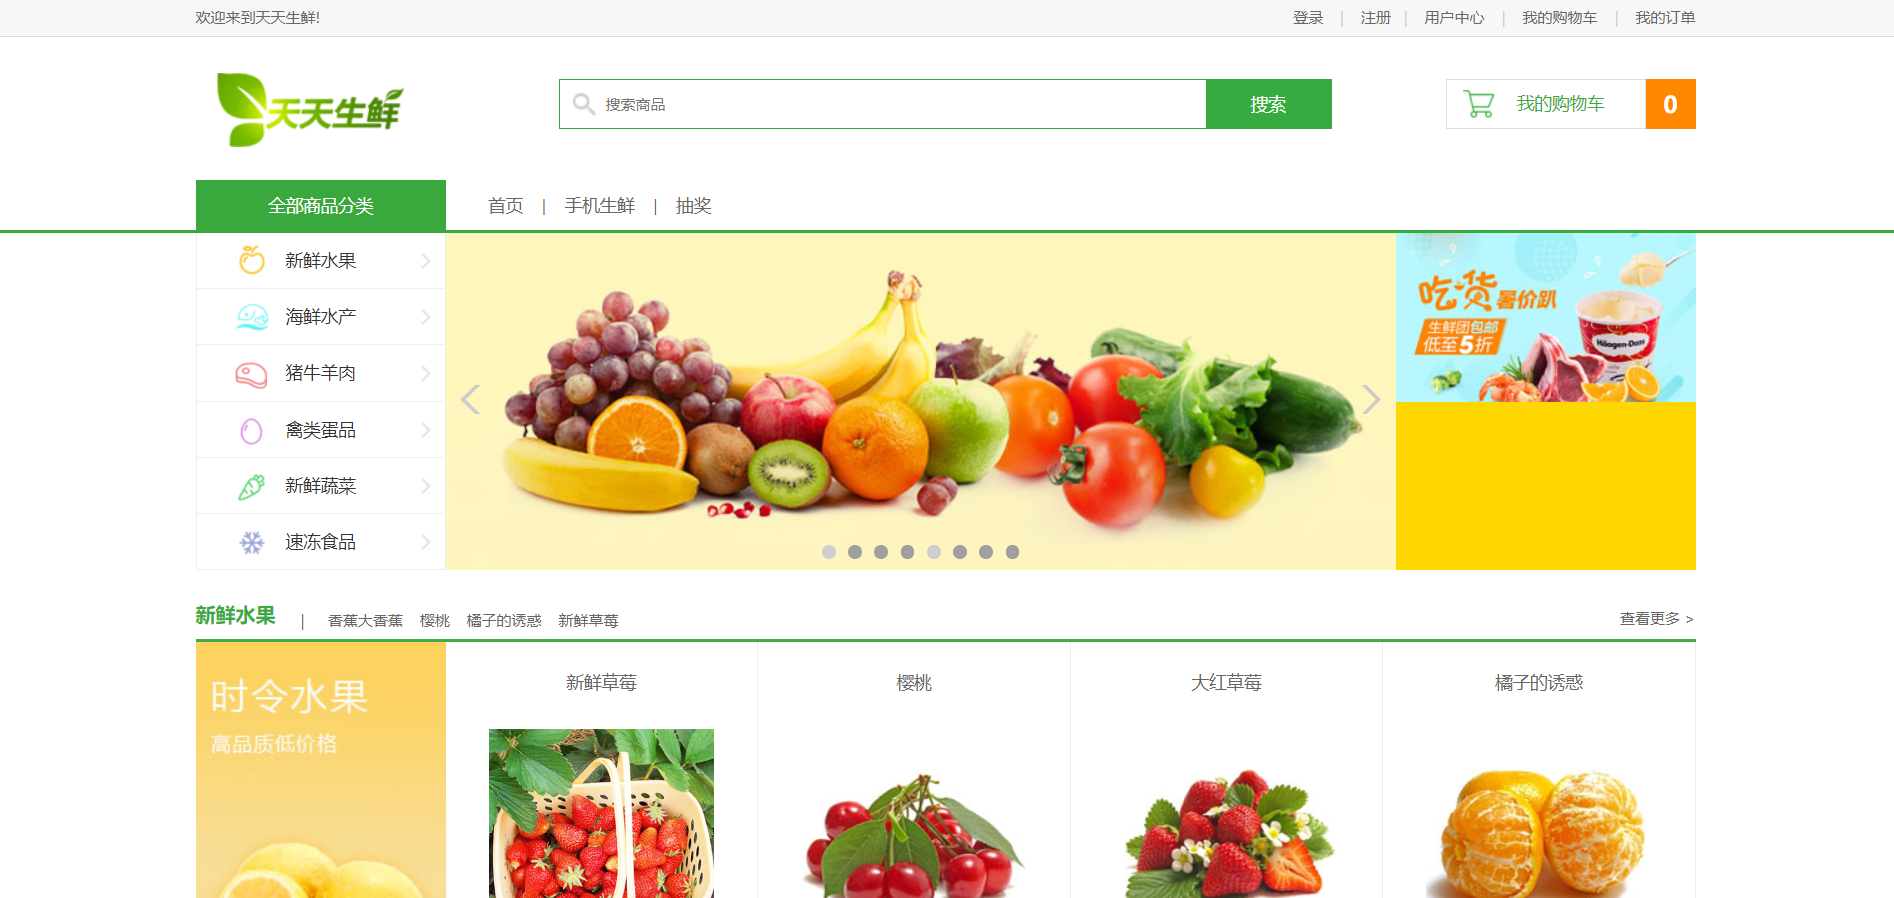 欢迎来到天天生鲜!
登录 | 注册 | 用户中心 | 我的购物车 | 我的订单
天天生鲜
搜索商品
搜索
我的购物车 0
全部商品分类
首页 | 手机生鲜 | 抽奖
新鲜水果
海鲜水产
猪牛羊肉
禽类蛋品
新鲜蔬菜
速冻食品
吃货暑价趴
生鲜团包邮
低至5折
Häagen-Dazs
新鲜水果 | 香蕉大香蕉 樱桃 橘子的诱惑 新鲜草莓
查看更多 >
时令水果
高品质低价格
新鲜草莓
樱桃
大红草莓
橘子的诱惑